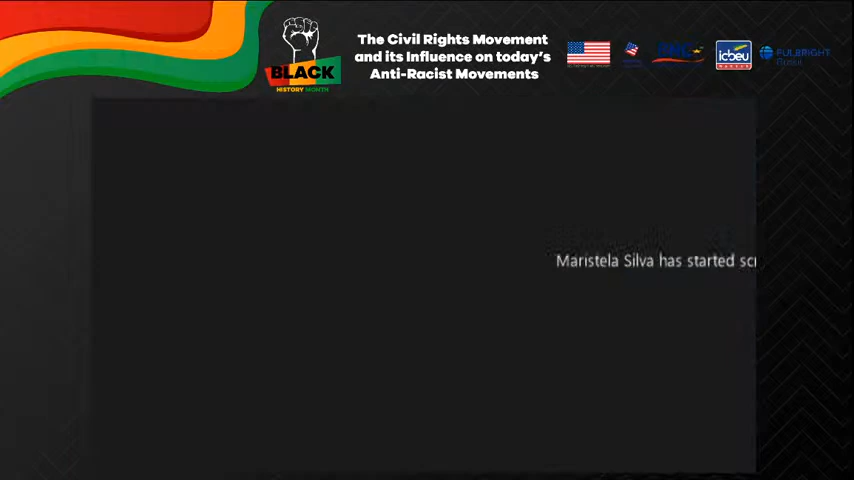 The Civil Rights Movement
and its Influence on today's
Anti-Racist Movements
BLACK
HISTORY MONTH
icbeu
MANAUS
FULBRIGHT
Maristela Silva has started